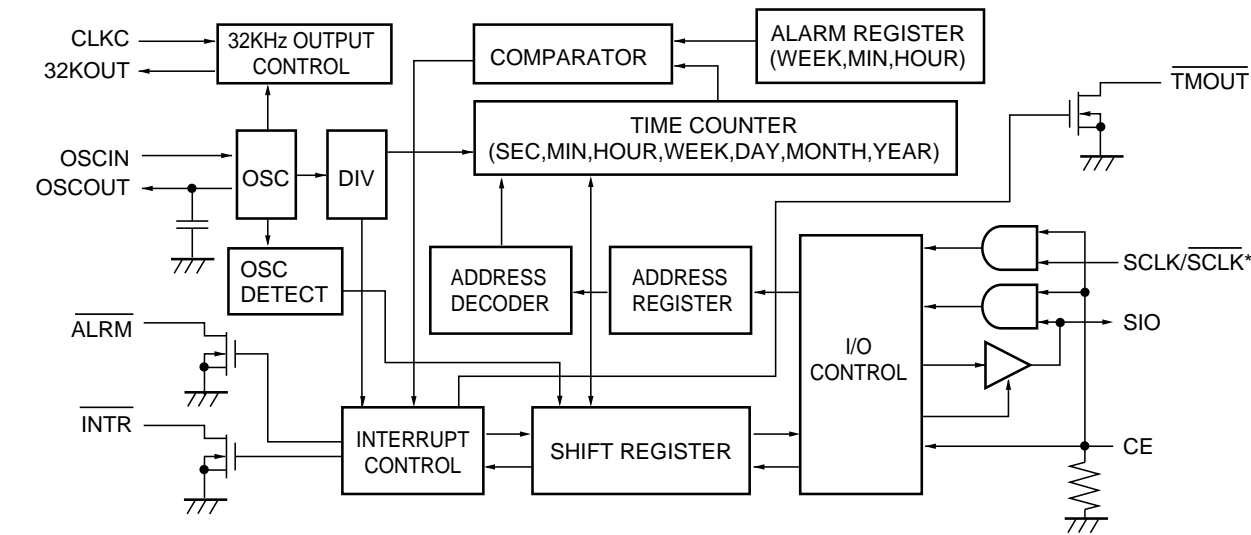 CLKC
32KOUT
32KHz OUTPUT
CONTROL
COMPARATOR
ALARM REGISTER
(WEEK,MIN,HOUR)
TMOUT
TIME COUNTER
(SEC,MIN,HOUR,WEEK,DAY,MONTH,YEAR)
OSCIN
OSCOUT
OSC
DIV
OSC
DETECT
ADDRESS
DECODER
ADDRESS
REGISTER
I/O
CONTROL
SCLK/SCLK*
SIO
ALRM
INTR
INTERRUPT
CONTROL
SHIFT REGISTER
CE